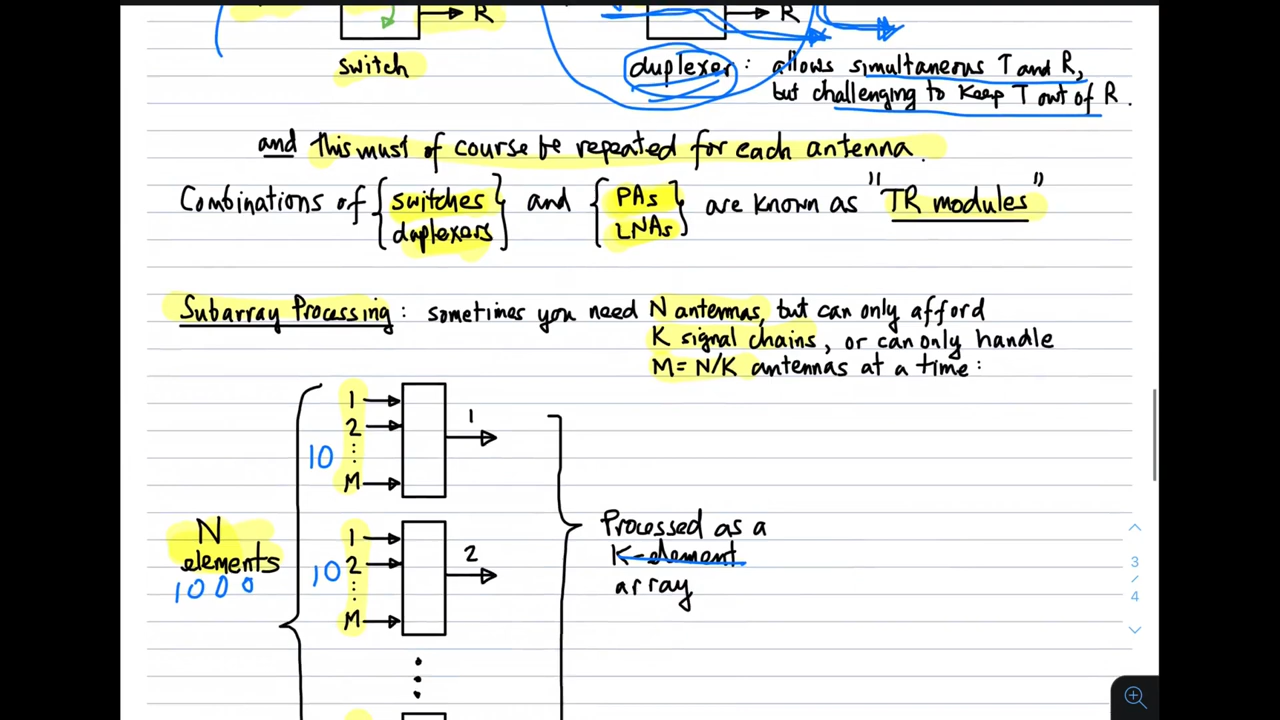 R
R
switch
duplexer : allows simultaneous T and R,
but challenging to keep T out of R.
and this must of course be repeated for each antenna.
Combinations of { switches duplexers } and { PAs LNAs } are known as "TR modules"
Subarray Processing : sometimes you need N antennas, but can only afford
K signal chains, or can only handle
M = N/K antennas at a time :
1
2
⋮
M
10
1
N
elements
1000
1
2
⋮
M
10
2
⋮
Processed as a
K-element
array
3
/
4